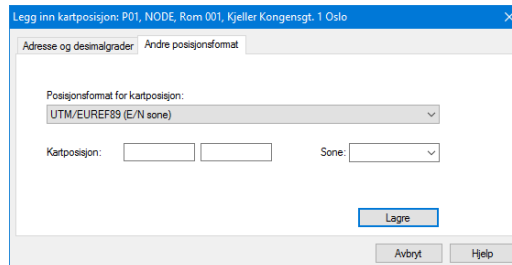 Legg inn kartposisjon: P01, NODE, Rom 001, Kjeller Kongensgt. 1 Oslo
Adresse og desimalgrader Andre posisjonsformat
Posisjonsformat for kartposisjon:
UTM/EUREF89 (E/N sone)
Kartposisjon: Sone:
Lagre
Avbryt Hjelp